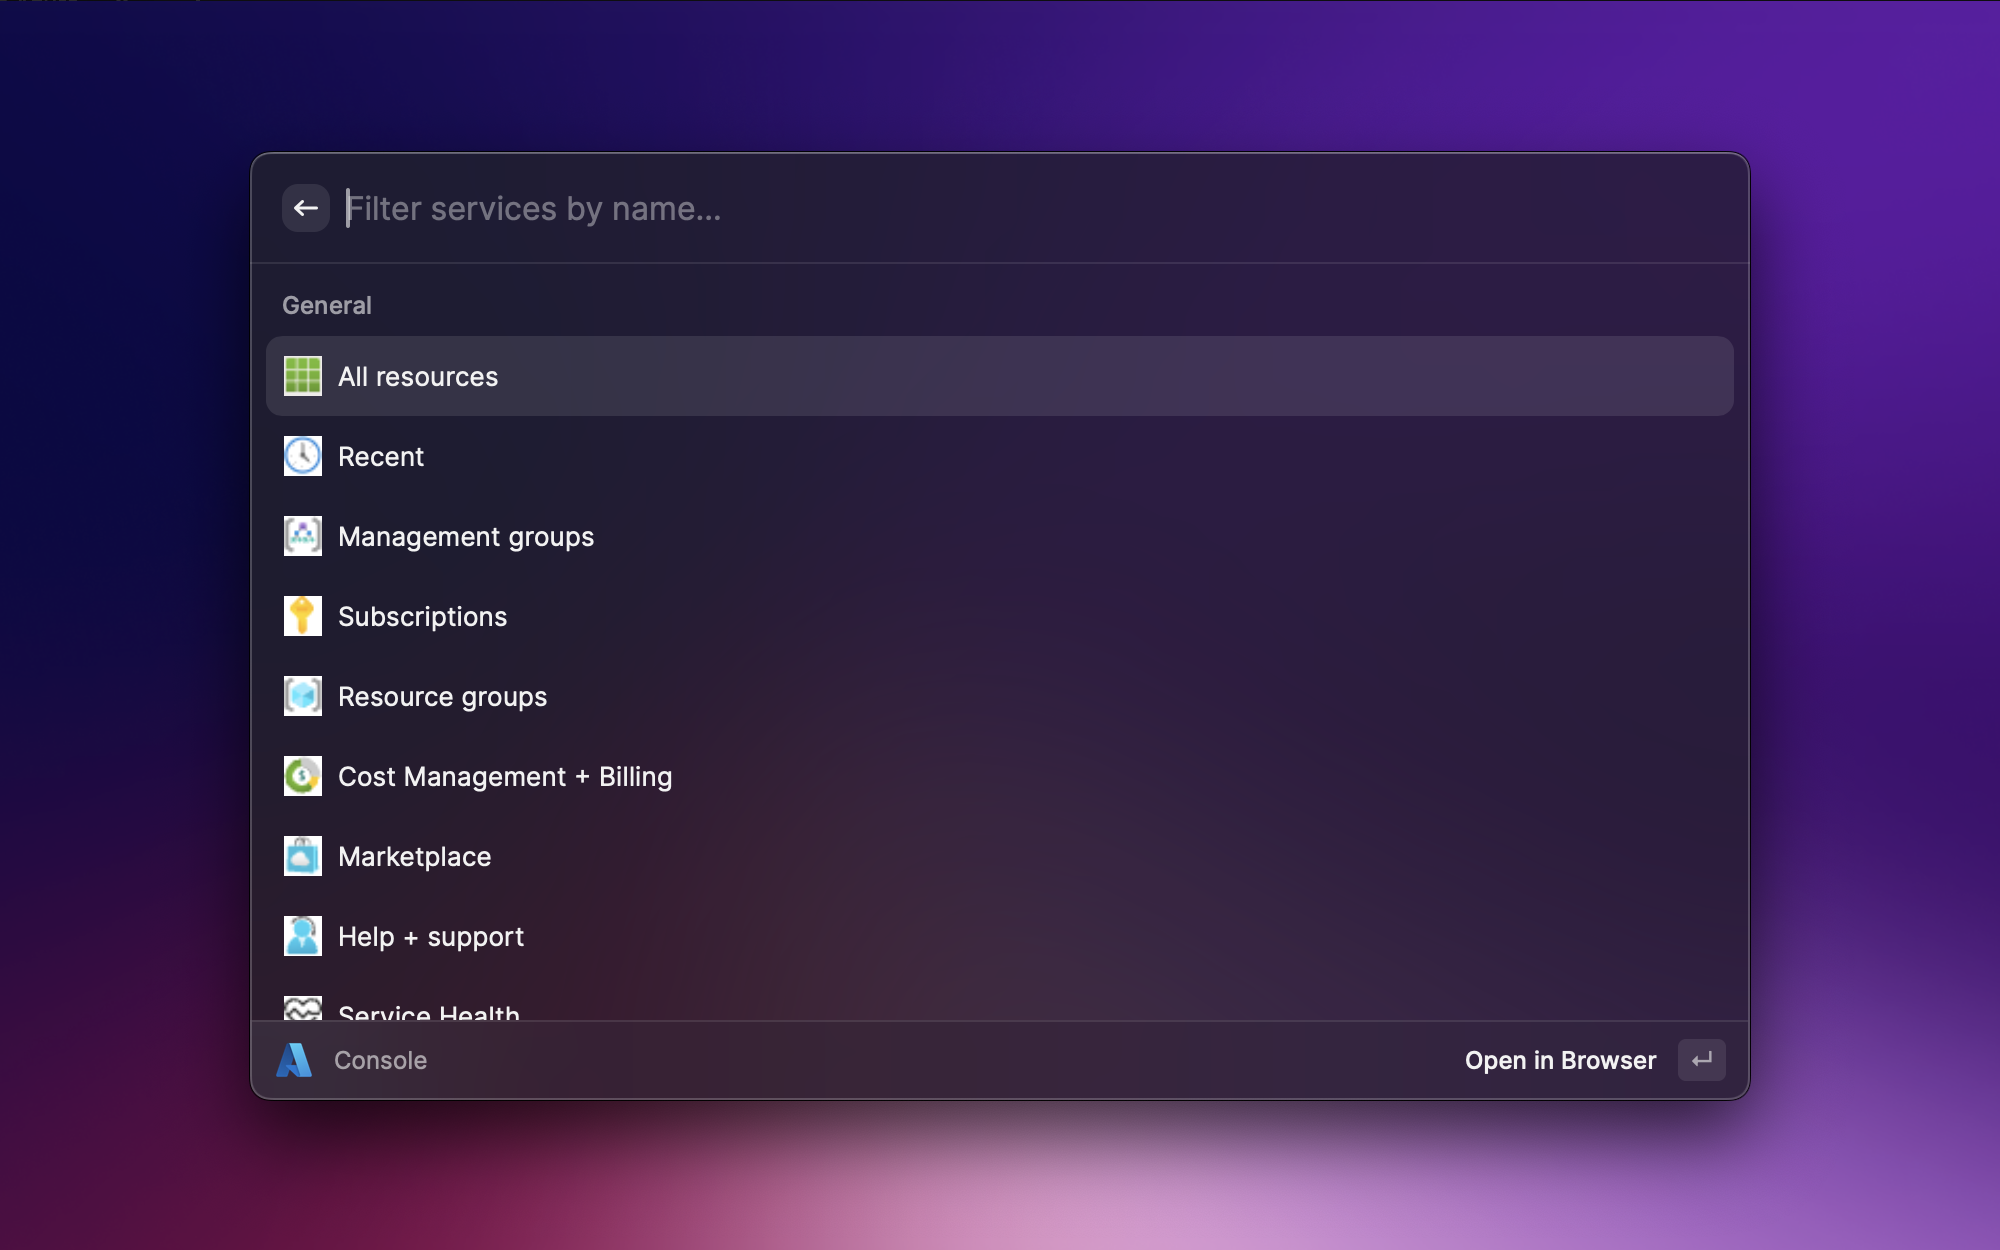 Filter services by name...
General
All resources
Recent
Management groups
Subscriptions
Resource groups
Cost Management + Billing
Marketplace
Help + support
Service Health
Console
Open in Browser